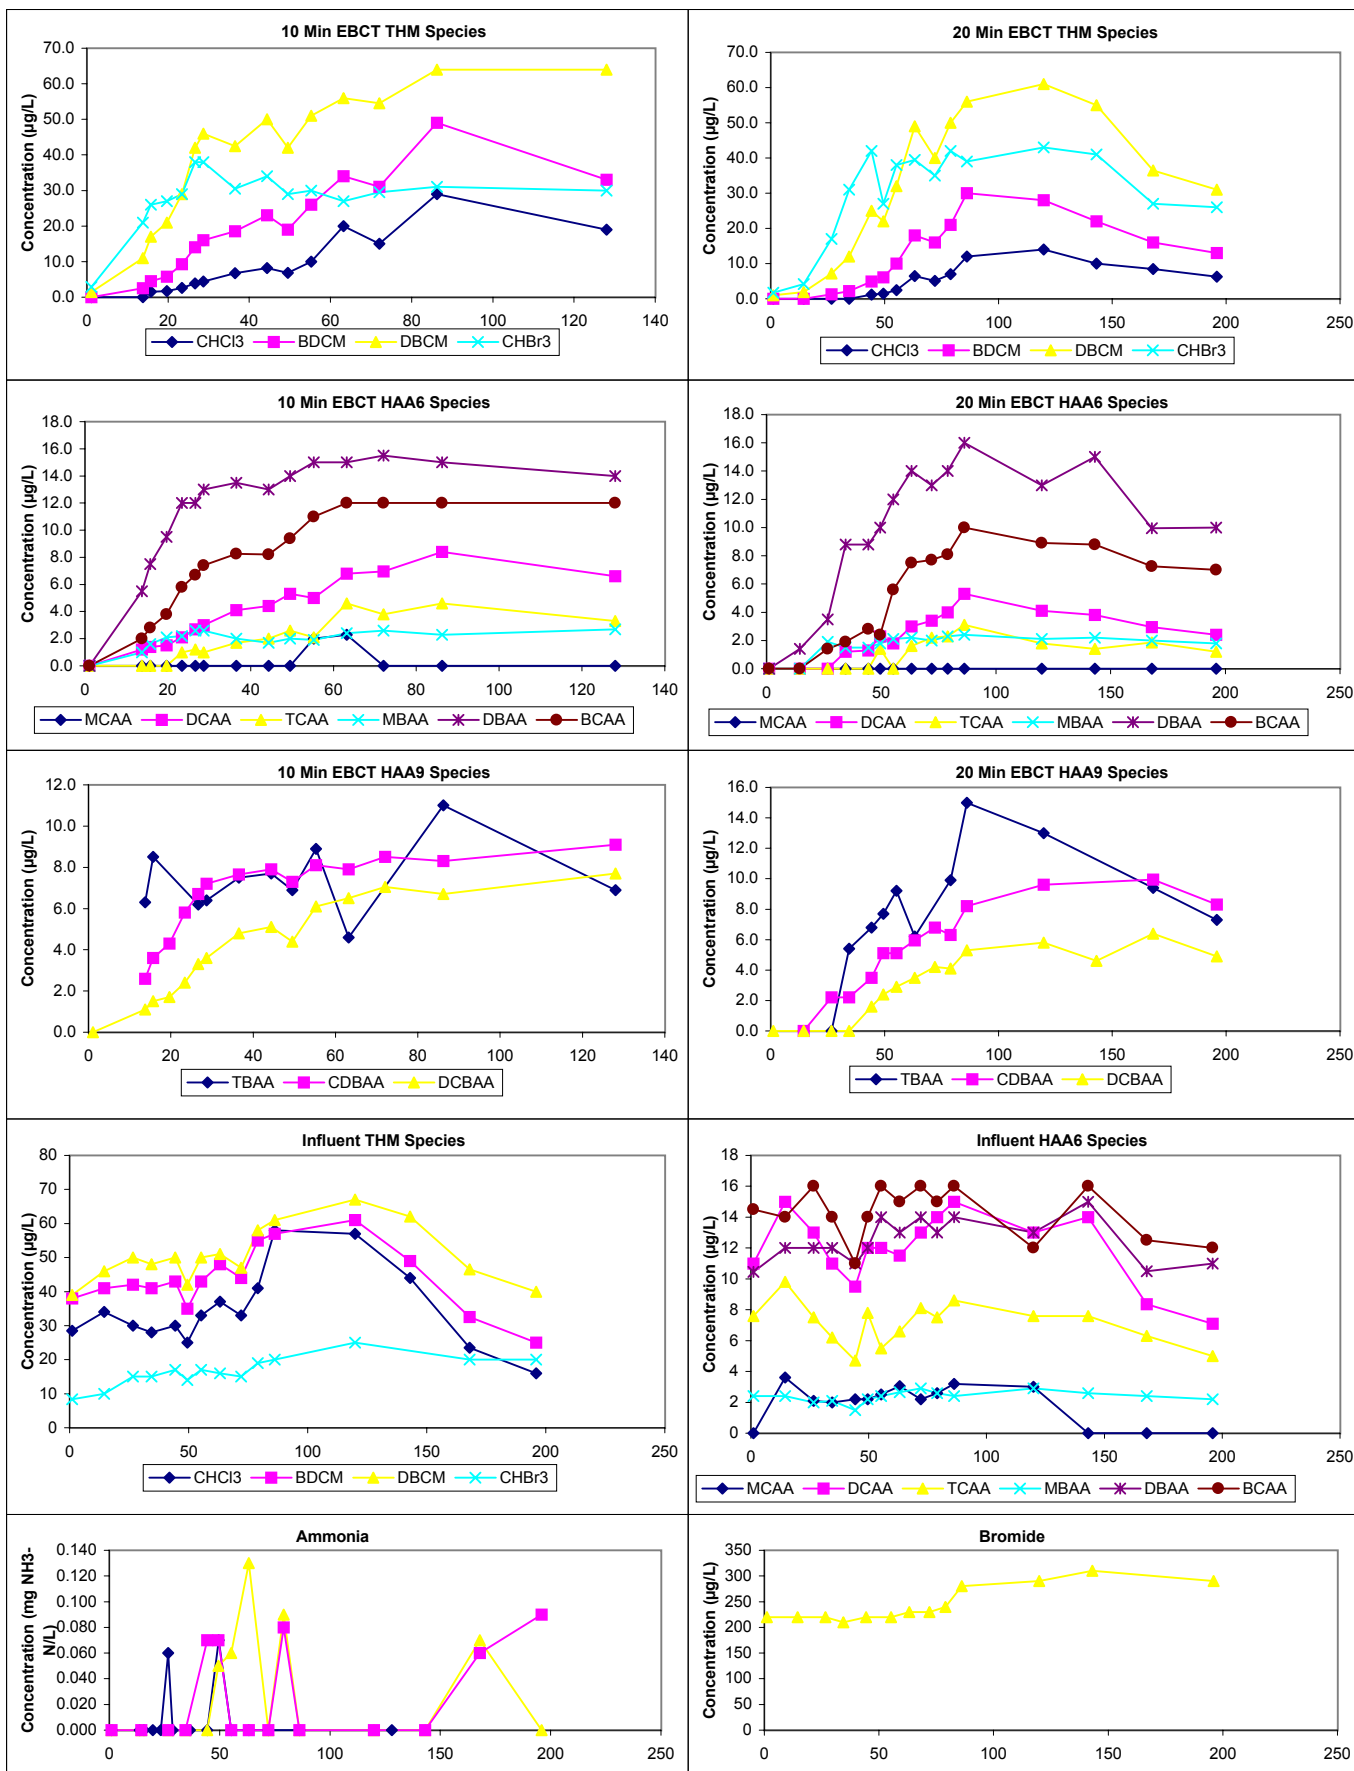 10 Min EBCT THM Species
Concentration (µg/L)
70.0
60.0
50.0
40.0
30.0
20.0
10.0
0.0
0 20 40 60 80 100 120 140
CHCl3 BDCM DBCM CHBr3
20 Min EBCT THM Species
Concentration (µg/L)
70.0
60.0
50.0
40.0
30.0
20.0
10.0
0.0
0 50 100 150 200 250
CHCl3 BDCM DBCM CHBr3
10 Min EBCT HAA6 Species
Concentration (µg/L)
18.0
16.0
14.0
12.0
10.0
8.0
6.0
4.0
2.0
0.0
0 20 40 60 80 100 120 140
MCAA DCAA TCAA MBAA DBAA BCAA
20 Min EBCT HAA6 Species
Concentration (µg/L)
18.0
16.0
14.0
12.0
10.0
8.0
6.0
4.0
2.0
0.0
0 50 100 150 200 250
MCAA DCAA TCAA MBAA DBAA BCAA
10 Min EBCT HAA9 Species
Concentration (µg/L)
12.0
10.0
8.0
6.0
4.0
2.0
0.0
0 20 40 60 80 100 120 140
TBAA CDBAA DCBAA
20 Min EBCT HAA9 Species
Concentration (µg/L)
16.0
14.0
12.0
10.0
8.0
6.0
4.0
2.0
0.0
0 50 100 150 200 250
TBAA CDBAA DCBAA
Influent THM Species
Concentration (µg/L)
80
70
60
50
40
30
20
10
0
0 50 100 150 200 250
CHCl3 BDCM DBCM CHBr3
Influent HAA6 Species
Concentration (µg/L)
18
16
14
12
10
8
6
4
2
0
0 50 100 150 200 250
MCAA DCAA TCAA MBAA DBAA BCAA
Ammonia
Concentration (mg NH3-
N/L)
0.140
0.120
0.100
0.080
0.060
0.040
0.020
0.000
0 50 100 150 200 250
Bromide
Concentration (µg/L)
350
300
250
200
150
100
50
0
0 50 100 150 200 250